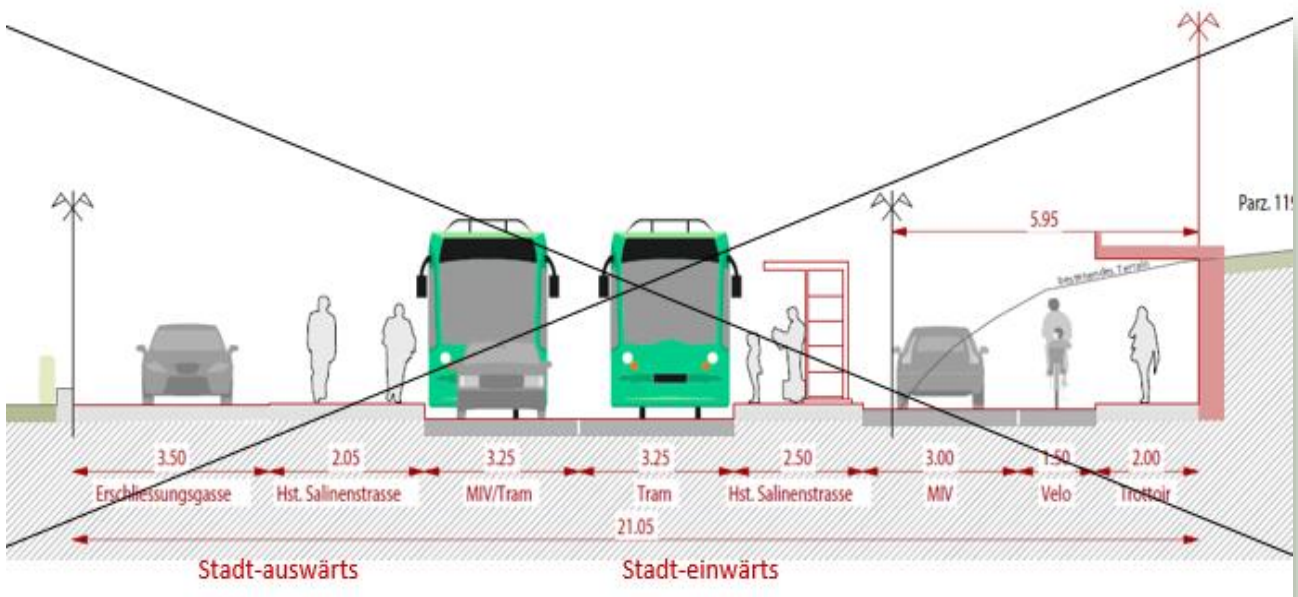 Parz. 119
5.95
bestehendes Terrain
3.50 2.05 3.25 3.25 2.50 3.00 1.50 2.00
Erschliessungsgasse Hst. Salinenstrasse MIV/Tram Tram Hst. Salinenstrasse MIV Velo Trottoir
21.05
Stadt-auswärts Stadt-einwärts